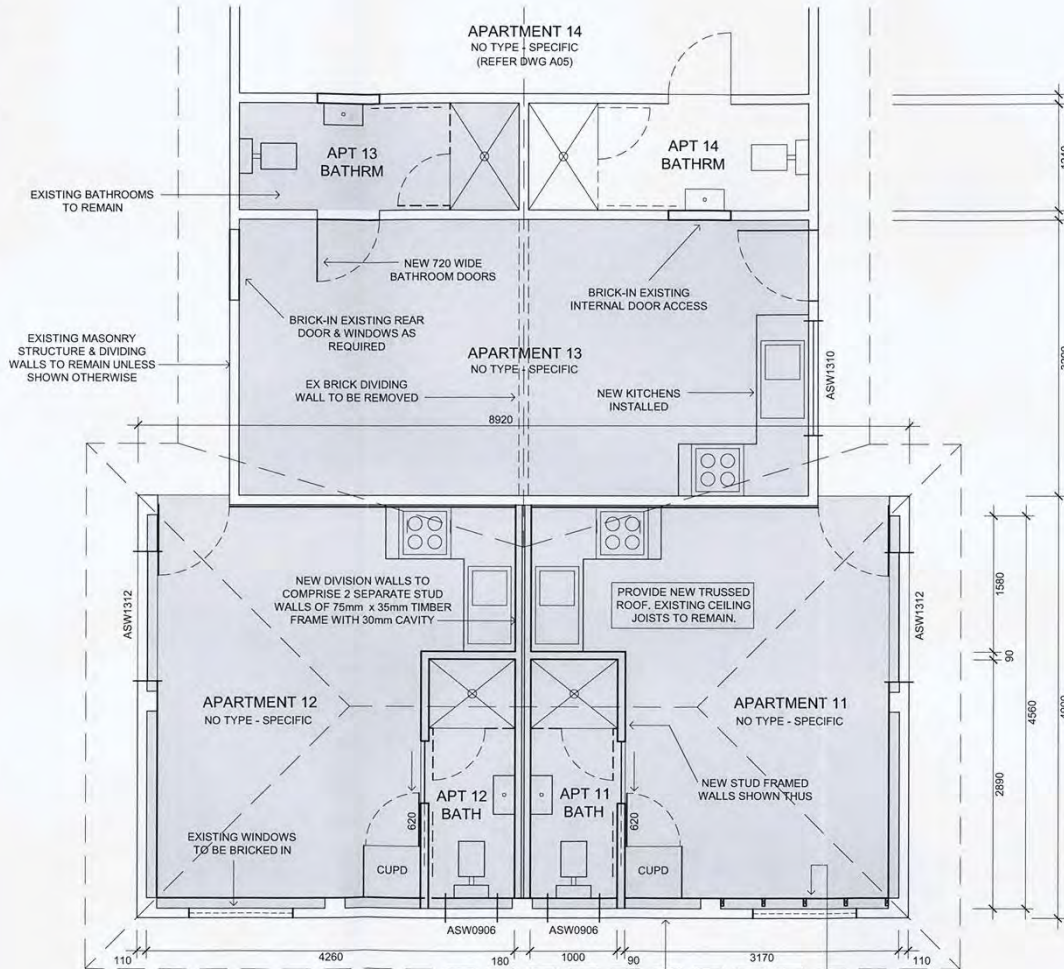 APARTMENT 14
NO TYPE - SPECIFIC
(REFER DWG A05)
APT 13
BATHRM
APT 14
BATHRM
EXISTING BATHROOMS
TO REMAIN
NEW 720 WIDE
BATHROOM DOORS
BRICK-IN EXISTING
INTERNAL DOOR ACCESS
BRICK-IN EXISTING REAR
DOOR & WINDOWS AS
REQUIRED
EXISTING MASONRY
STRUCTURE & DIVIDING
WALLS TO REMAIN UNLESS
SHOWN OTHERWISE
APARTMENT 13
NO TYPE - SPECIFIC
EX BRICK DIVIDING
WALL TO BE REMOVED
NEW KITCHENS
INSTALLED
ASW1310
8920
NEW DIVISION WALLS TO
COMPRISE 2 SEPARATE STUD
WALLS OF 75mm x 35mm TIMBER
FRAME WITH 30mm CAVITY
PROVIDE NEW TRUSSED
ROOF. EXISTING CEILING
JOISTS TO REMAIN.
ASW1312
ASW1312
1580
90
4560
2890
APARTMENT 12
NO TYPE - SPECIFIC
APARTMENT 11
NO TYPE - SPECIFIC
APT 12
BATH
APT 11
BATH
NEW STUD FRAMED
WALLS SHOWN THUS
620
620
EXISTING WINDOWS
TO BE BRICKED IN
CUPD
CUPD
ASW0906
ASW0906
110
4260
180
1000
90
3170
110